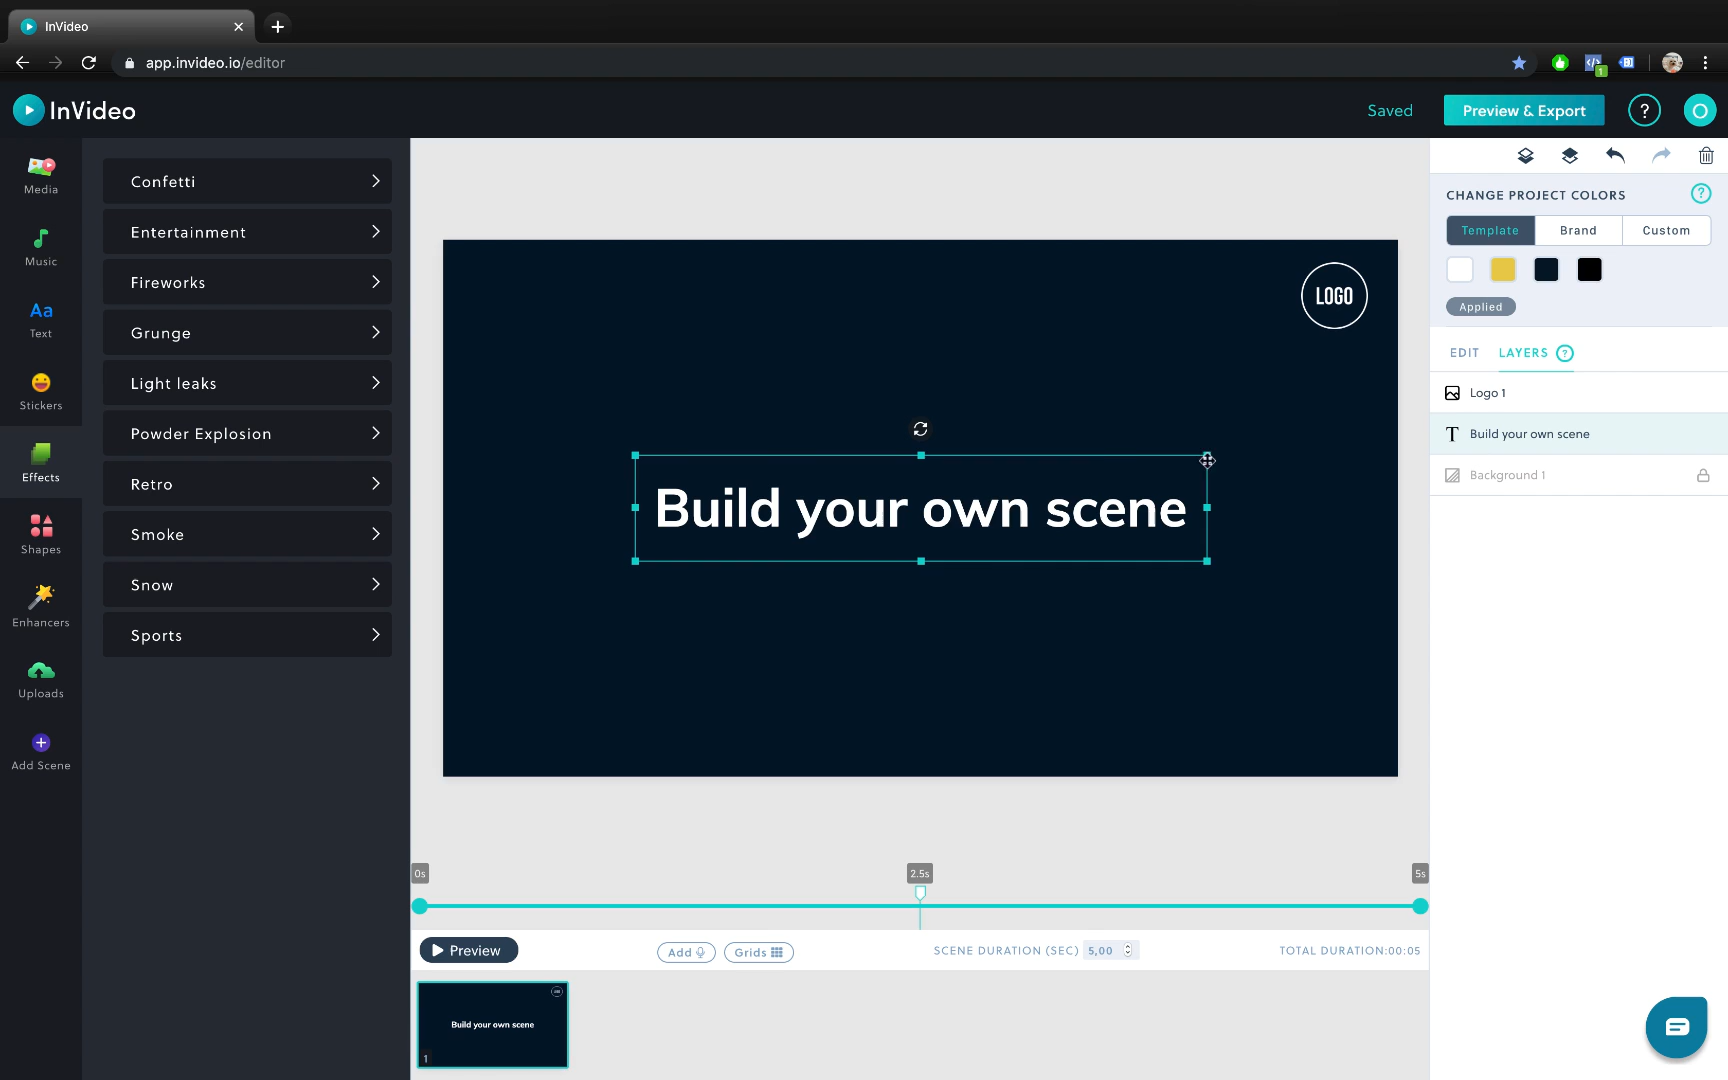 InVideo
app.invideo.io/editor
1
InVideo
Saved
Preview & Export
?
O
Media
Music
Aa
Text
Stickers
Effects
Shapes
Enhancers
Uploads
Add Scene
Confetti
Entertainment
Fireworks
Grunge
Light leaks
Powder Explosion
Retro
Smoke
Snow
Sports
LOGO
Build your own scene
CHANGE PROJECT COLORS ?
Template Brand Custom
Applied
EDIT LAYERS ?
Logo 1
T Build your own scene
Background 1
0s 2.5s 5s
Preview
Add
Grids
SCENE DURATION (SEC) 5,00
TOTAL DURATION:00:05
Build your own scene
1